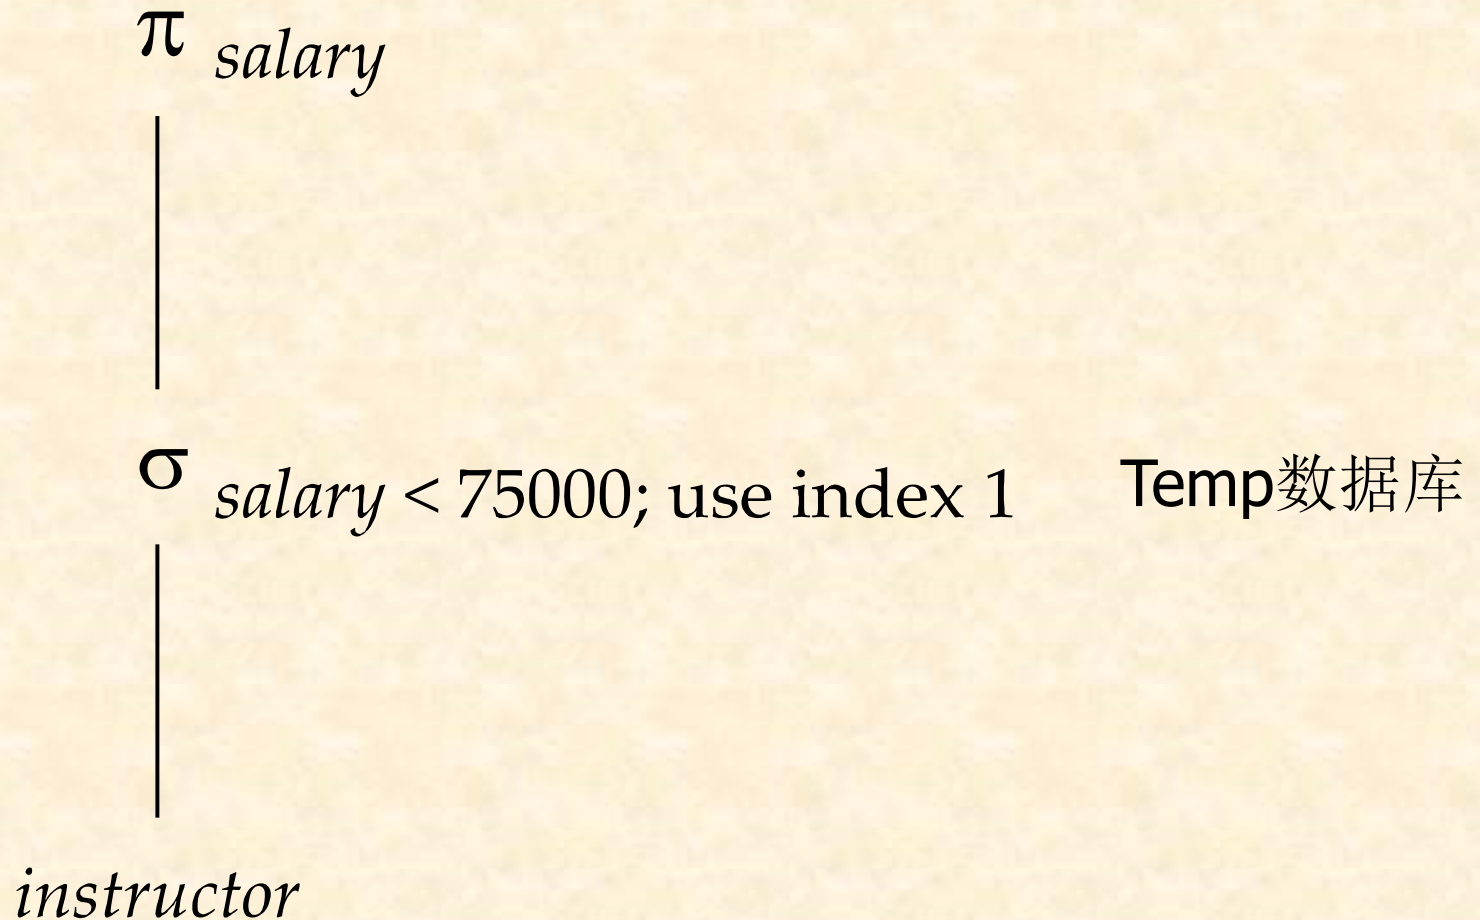 π salary
σ salary < 75000; use index 1 Temp数据库
instructor